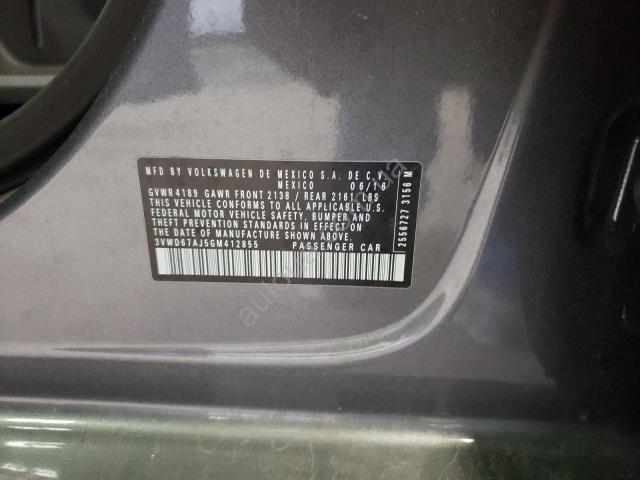 MFD BY VOLKSWAGEN DE MEXICO S.A. DE C.V.
MEXICO 06/16
GVWR 4189 GAWR FRONT 2138 / REAR 2161 LBS
THIS VEHICLE CONFORMS TO ALL APPLICABLE U.S.
FEDERAL MOTOR VEHICLE SAFETY, BUMPER AND
THEFT PREVENTION STANDARDS IN EFFECT ON
THE DATE OF MANUFACTURE SHOWN ABOVE
3VWD67AJ5GM412855 PASSENGER CAR
2556727 3156 M